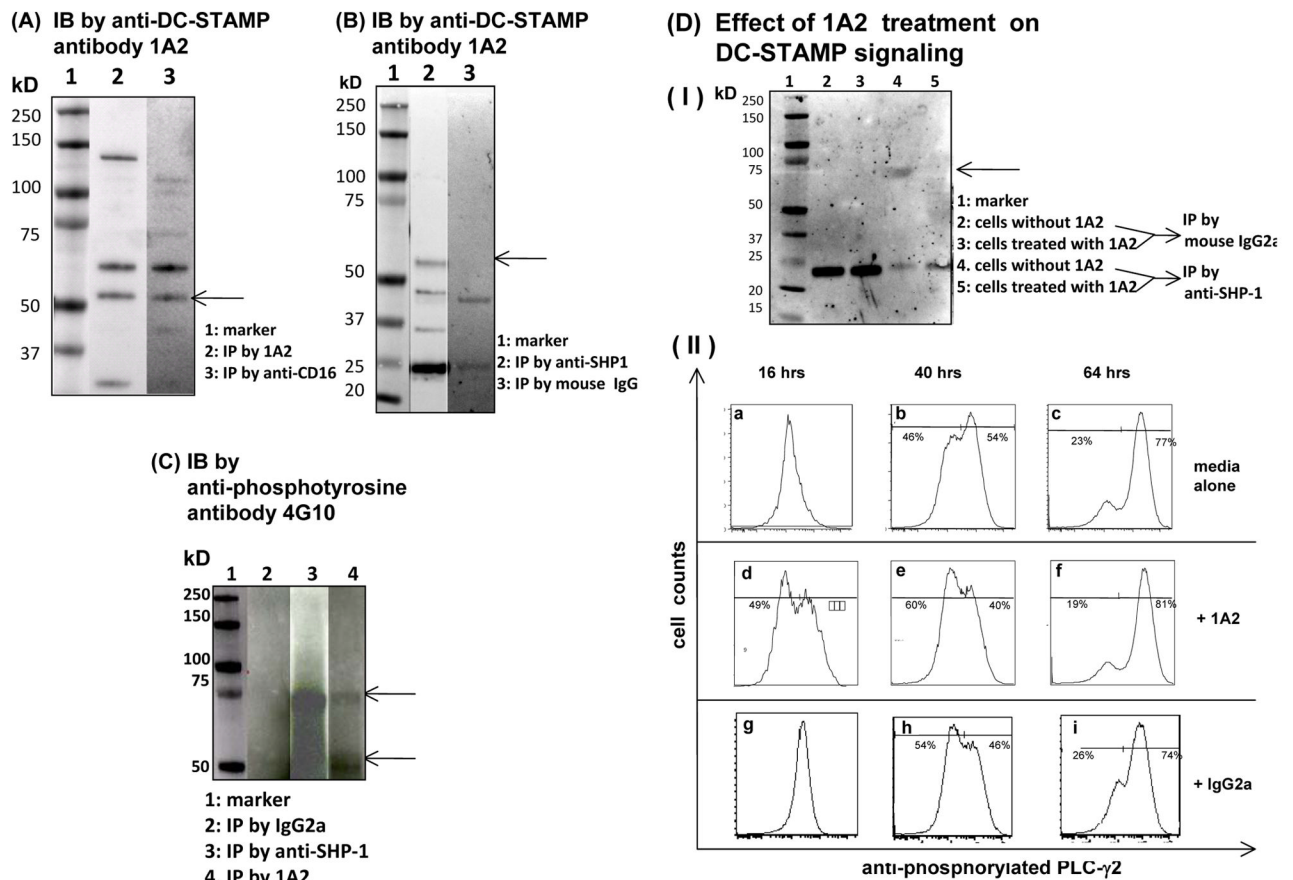 (A) IB by anti-DC-STAMP
antibody 1A2
kD
1 2 3
250
150
100
75
50
37
1: marker
2: IP by 1A2
3: IP by anti-CD16
(B) IB by anti-DC-STAMP
antibody 1A2
kD
1 2 3
250
150
100
75
50
37
25
20
1: marker
2: IP by anti-SHP1
3: IP by mouse IgG
(C) IB by
anti-phosphotyrosine
antibody 4G10
kD
1 2 3 4
250
150
100
75
50
1: marker
2: IP by IgG2a
3: IP by anti-SHP-1
4. IP by 1A2
(D) Effect of 1A2 treatment on
DC-STAMP signaling
(I) kD 1 2 3 4 5
250
150
100
75
50
37
25
20
15
1: marker
2: cells without 1A2
3: cells treated with 1A2
4. cells without 1A2
5: cells treated with 1A2
IP by
mouse IgG2a
IP by
anti-SHP-1
(II)
16 hrs 40 hrs 64 hrs
a b c
46% 54% 23% 77%
media
alone
d e f
49% 60% 40% 19% 81%
+ 1A2
g h i
54% 46% 26% 74%
+ IgG2a
cell counts
anti-phosphorylated PLC-γ2